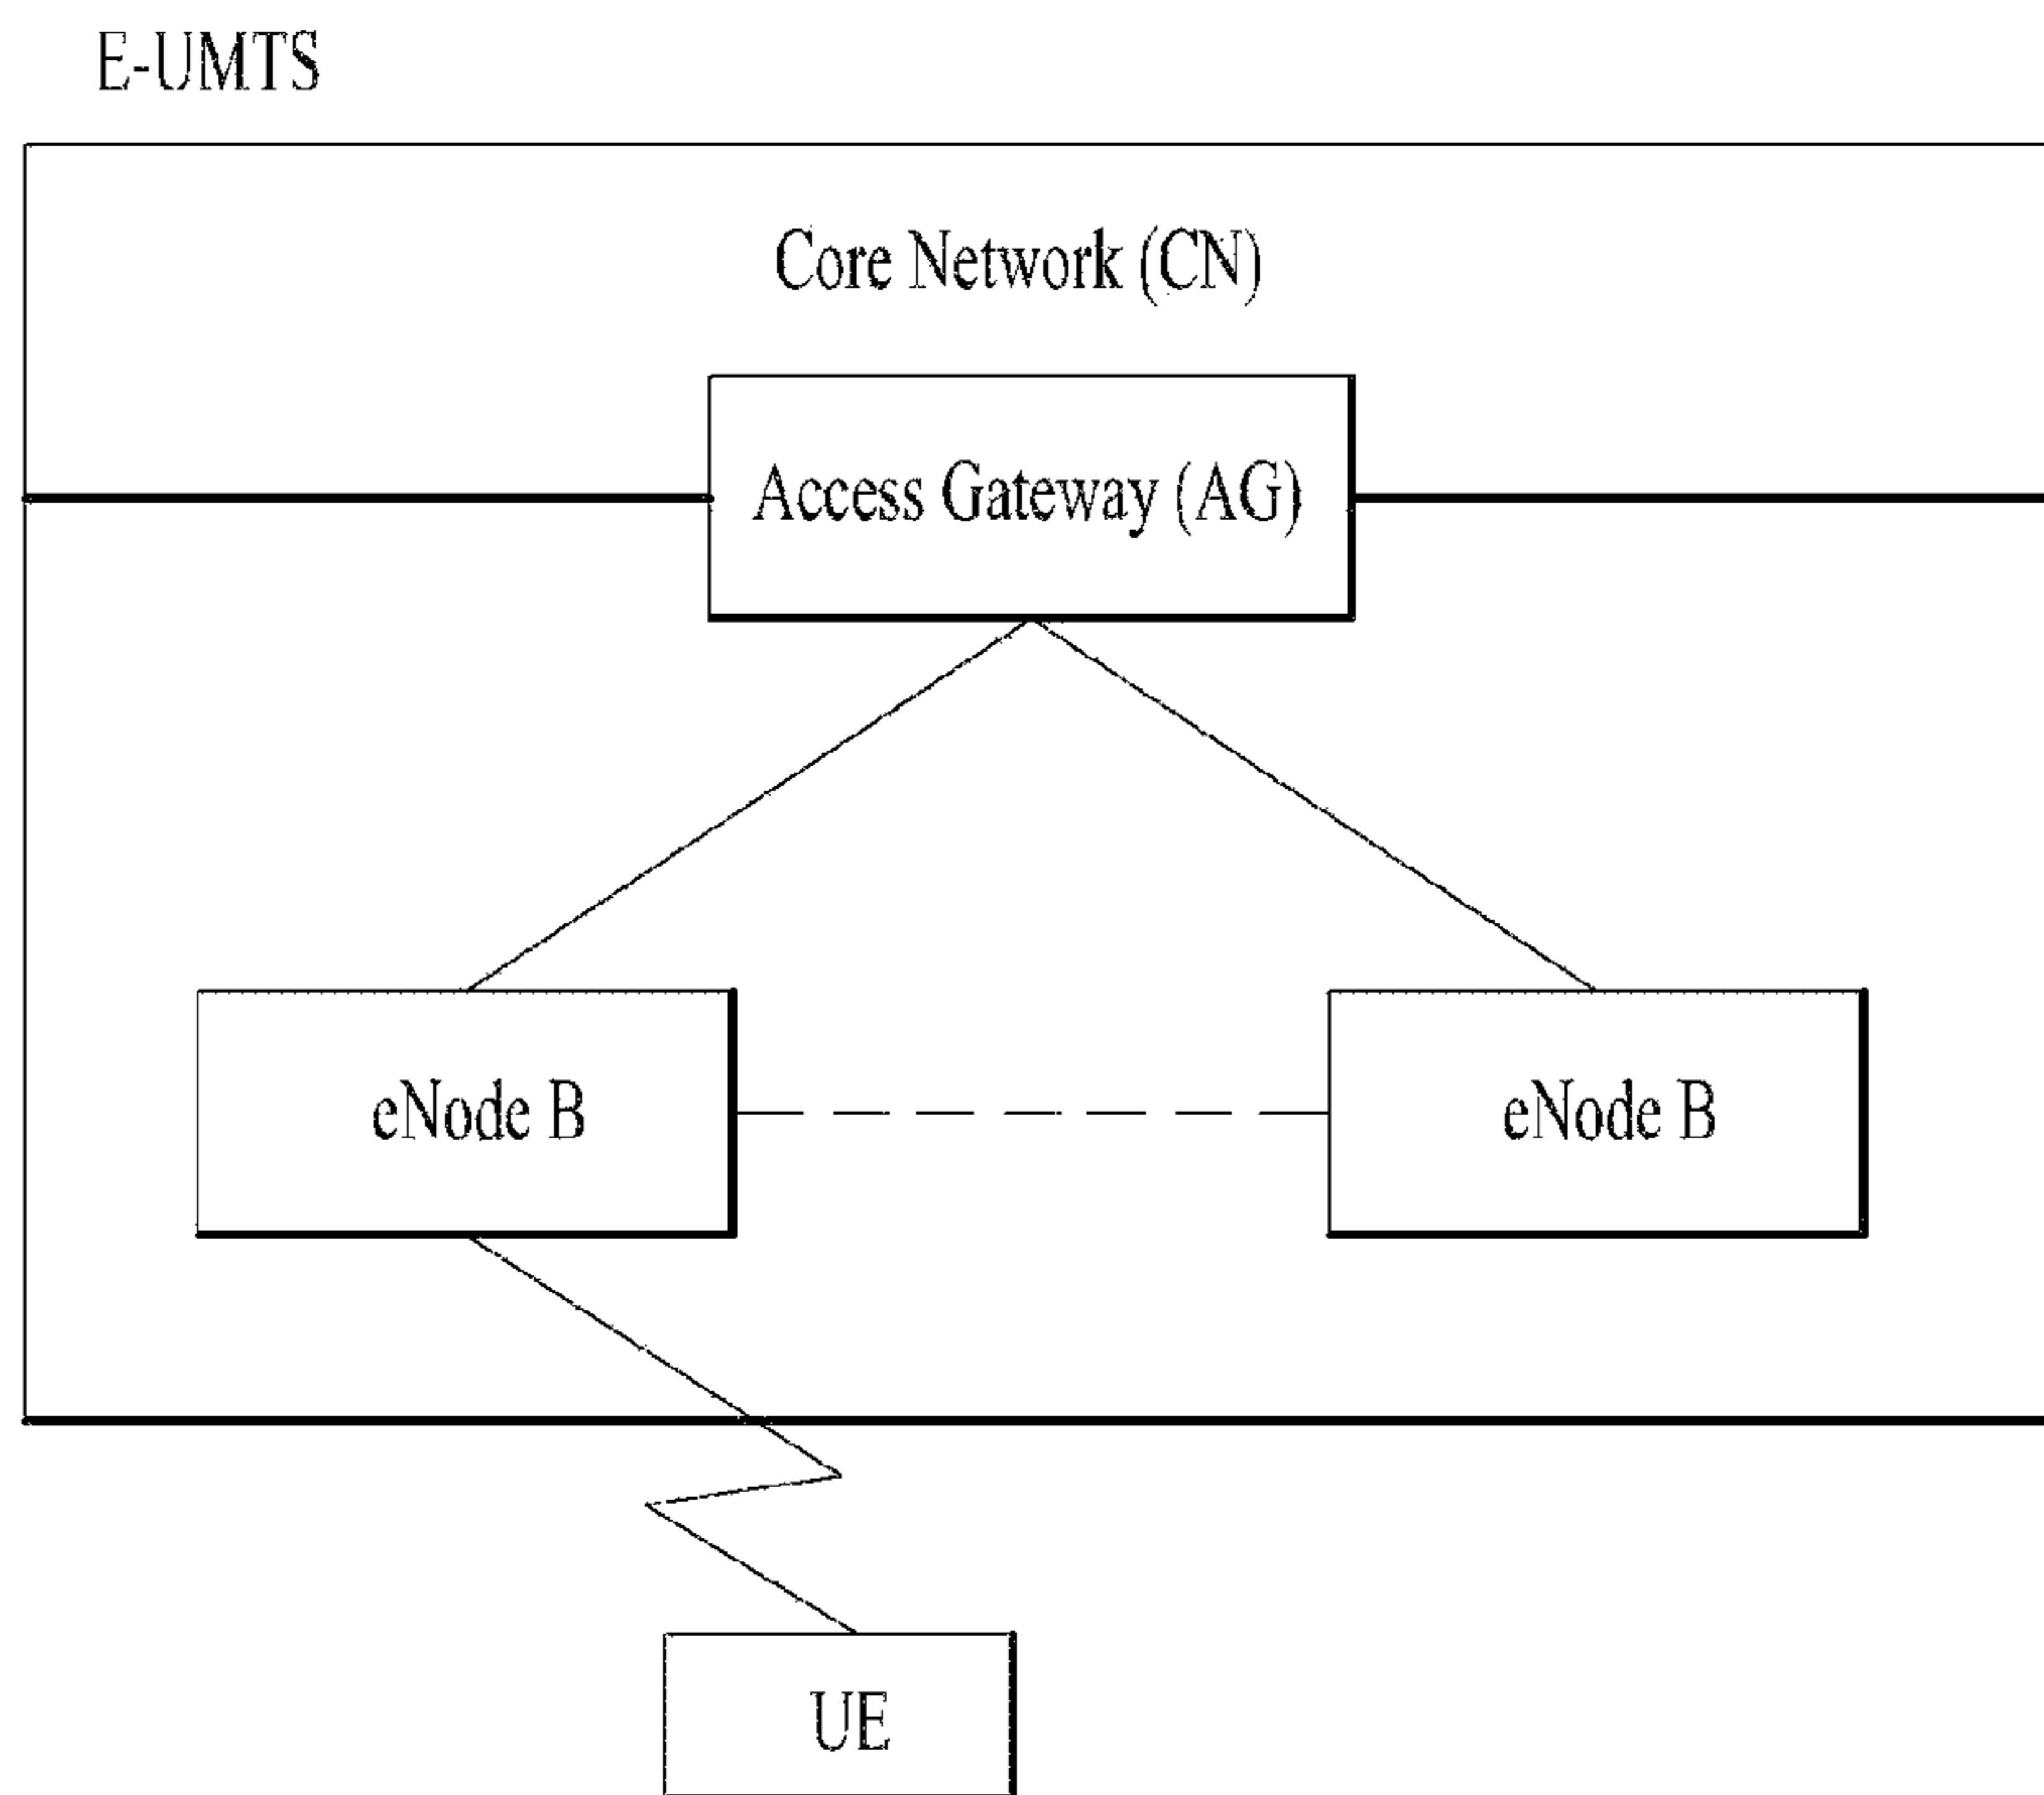 E-UMTS
Core Network (CN)
Access Gateway (AG)
eNode B
eNode B
UE